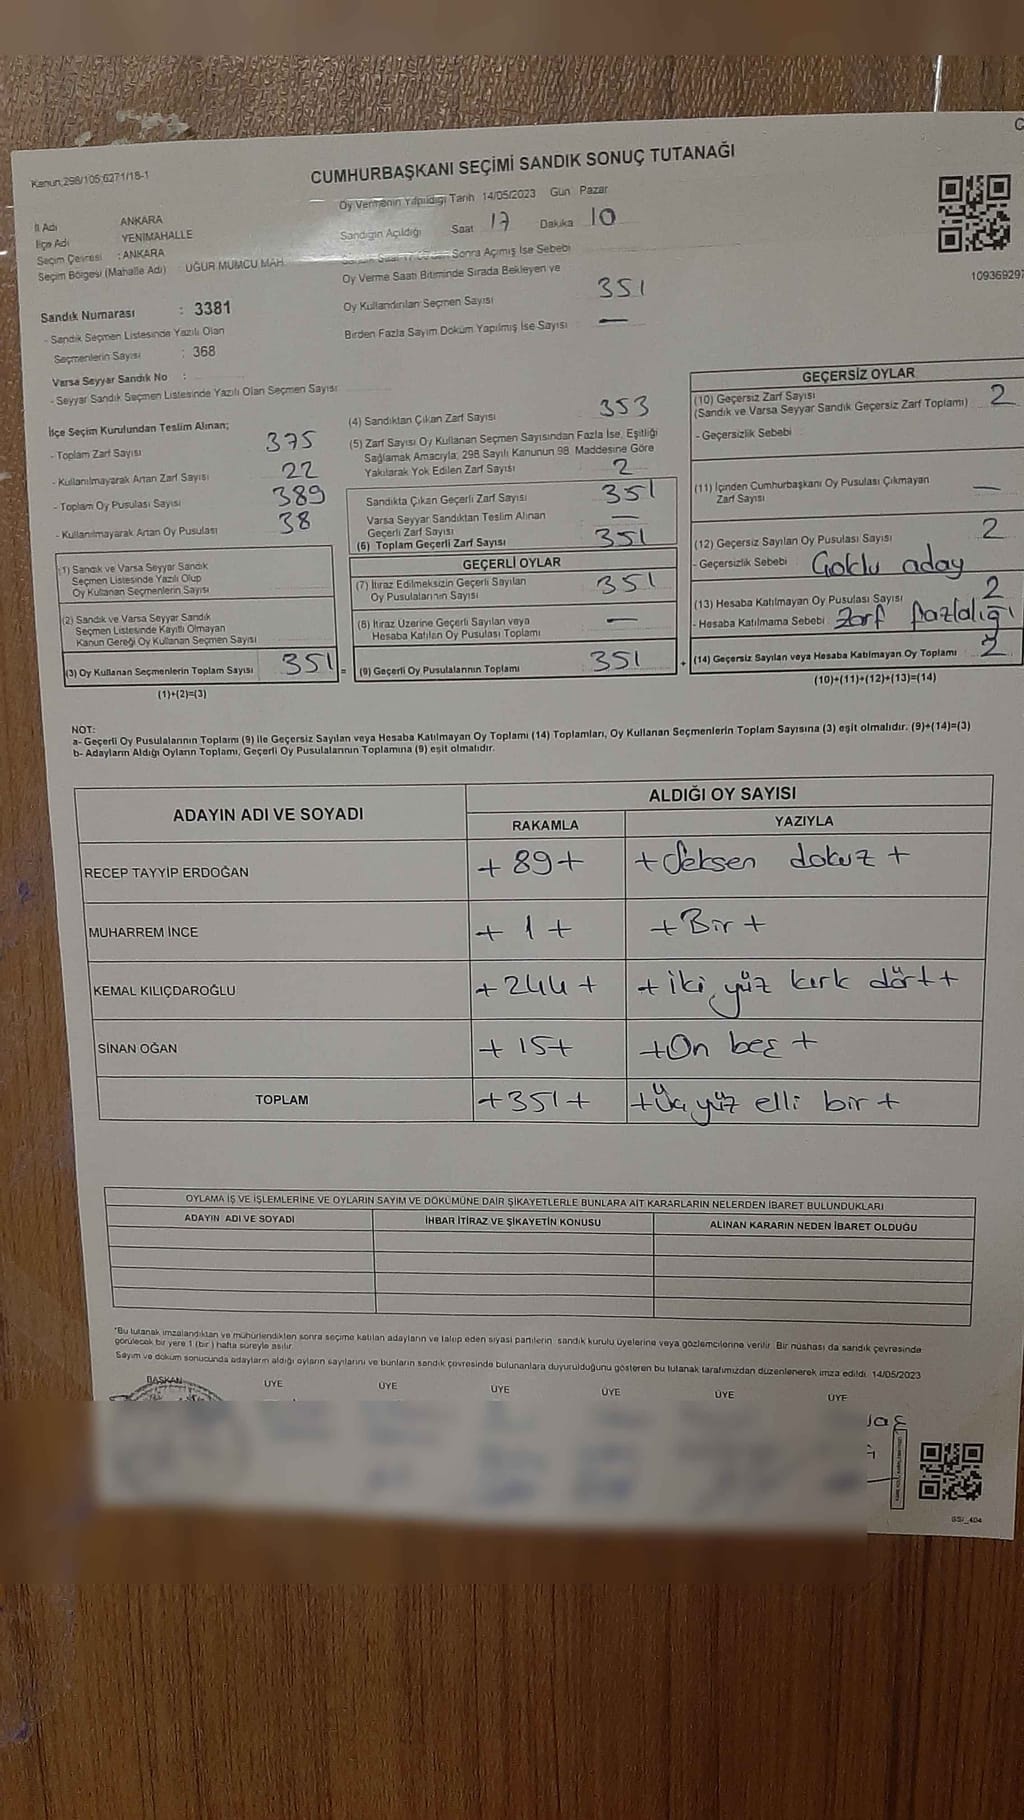 Kanun;298/105;6271/18-1
CUMHURBAŞKANI SEÇİMİ SANDIK SONUÇ TUTANAĞI
İl Adı ANKARA
İlçe Adı YENİMAHALLE
Seçim Çevresi : ANKARA
Seçim Bölgesi (Mahalle Adı) UĞUR MUMCU MAH.
Sandık Numarası : 3381
- Sandık Seçmen Listesinde Yazılı Olan
Seçmenlerin Sayısı : 368
Varsa Seyyar Sandık No :
- Seyyar Sandık Seçmen Listesinde Yazılı Olan Seçmen Sayısı
Oy Vermenin Yapıldığı Tarih 14/05/2023 Gün Pazar
Sandığın Açıldığı Saat 17 Dakika 10
Sonra Açılmış İse Sebebi
Oy Verme Saati Bitiminde Sırada Bekleyen ve
Oy Kullandırılan Seçmen Sayısı 351
Birden Fazla Sayım Döküm Yapılmış İse Sayısı —
109369297
İlçe Seçim Kurulundan Teslim Alınan;
- Toplam Zarf Sayısı 375
- Kullanılmayarak Artan Zarf Sayısı 22
- Toplam Oy Pusulası Sayısı 389
- Kullanılmayarak Artan Oy Pusulası 38
(1) Sandık ve Varsa Seyyar Sandık
Seçmen Listesinde Yazılı Olup
Oy Kullanan Seçmenlerin Sayısı
(2) Sandık ve Varsa Seyyar Sandık
Seçmen Listesinde Kayıtlı Olmayan
Kanun Gereği Oy Kullanan Seçmen Sayısı
(3) Oy Kullanan Seçmenlerin Toplam Sayısı 351 =
(1)+(2)=(3)
(4) Sandıktan Çıkan Zarf Sayısı 353
(5) Zarf Sayısı Oy Kullanan Seçmen Sayısından Fazla İse, Eşitliği
Sağlamak Amacıyla; 298 Sayılı Kanunun 98. Maddesine Göre
Yakılarak Yok Edilen Zarf Sayısı 2
Sandıkta Çıkan Geçerli Zarf Sayısı 351
Varsa Seyyar Sandıktan Teslim Alınan
Geçerli Zarf Sayısı —
(6) Toplam Geçerli Zarf Sayısı 351
GEÇERLİ OYLAR
(7) İtiraz Edilmeksizin Geçerli Sayılan
Oy Pusulalarının Sayısı 351
(8) İtiraz Üzerine Geçerli Sayılan veya
Hesaba Katılan Oy Pusulası Toplamı —
(9) Geçerli Oy Pusulalarının Toplamı 351 +
GEÇERSİZ OYLAR
(10) Geçersiz Zarf Sayısı 2
(Sandık ve Varsa Seyyar Sandık Geçersiz Zarf Toplamı)
- Geçersizlik Sebebi
(11) İçinden Cumhurbaşkanı Oy Pusulası Çıkmayan
Zarf Sayısı —
(12) Geçersiz Sayılan Oy Pusulası Sayısı 2
- Geçersizlik Sebebi Çoklu aday
(13) Hesaba Katılmayan Oy Pusulası Sayısı 2
- Hesaba Katılmama Sebebi Zarf fazlalığı
(14) Geçersiz Sayılan veya Hesaba Katılmayan Oy Toplamı 2
(10)+(11)+(12)+(13)=(14)
NOT:
a- Geçerli Oy Pusulalarının Toplamı (9) ile Geçersiz Sayılan veya Hesaba Katılmayan Oy Toplamı (14) Toplamları, Oy Kullanan Seçmenlerin Toplam Sayısına (3) eşit olmalıdır. (9)+(14)=(3)
b- Adayların Aldığı Oyların Toplamı, Geçerli Oy Pusulalarının Toplamına (9) eşit olmalıdır.
ADAYIN ADI VE SOYADI ALDIĞI OY SAYISI
RAKAMLA YAZIYLA
RECEP TAYYİP ERDOĞAN +89+ +Seksen dokuz+
MUHARREM İNCE +1+ +Bir+
KEMAL KILIÇDAROĞLU +244+ +iki yüz kırk dört+
SİNAN OĞAN +15+ +On beş+
TOPLAM +351+ +Üç yüz elli bir+
OYLAMA İŞ VE İŞLEMLERİNE VE OYLARIN SAYIM VE DÖKÜMÜNE DAİR ŞİKAYETLERLE BUNLARA AİT KARARLARIN NELERDEN İBARET BULUNDUKLARI
ADAYIN ADI VE SOYADI İHBAR İTİRAZ VE ŞİKAYETİN KONUSU ALINAN KARARIN NEDEN İBARET OLDUĞU
"Bu tutanak imzalandıktan ve mühürlendikten sonra seçime katılan adayların ve talep eden siyasi partilerin sandık kurulu üyelerine veya gözlemcilerine verilir. Bir nüshası da sandık çevresinde
görülecek bir yere 1 (bir) hafta süreyle asılır.
Sayım ve döküm sonucunda adayların aldığı oyların sayılarını ve bunların sandık çevresinde bulunanlara duyurulduğunu gösteren bu tutanak tarafımızdan düzenlenerek imza edildi. 14/05/2023
BAŞKAN ÜYE ÜYE ÜYE ÜYE ÜYE ÜYE